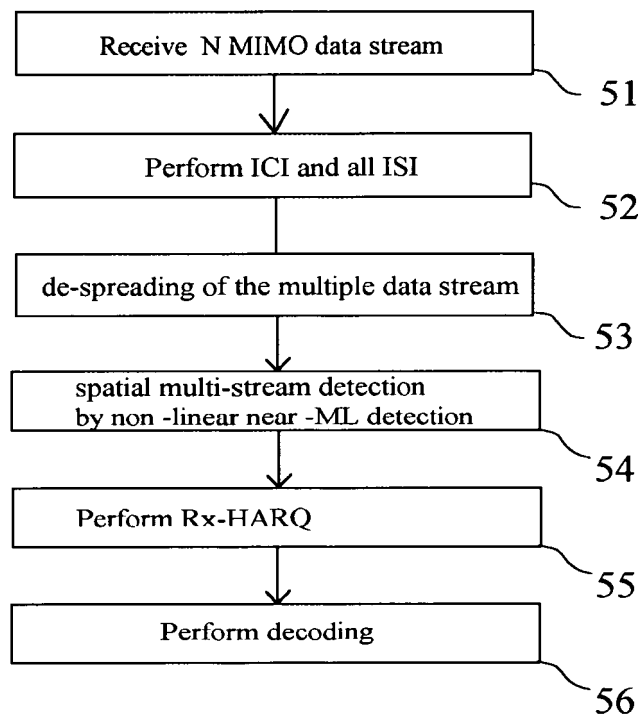 Receive N MIMO data stream
51
Perform ICI and all ISI
52
de-spreading of the multiple data stream
53
spatial multi-stream detection
by non -linear near -ML detection
54
Perform Rx-HARQ
55
Perform decoding
56